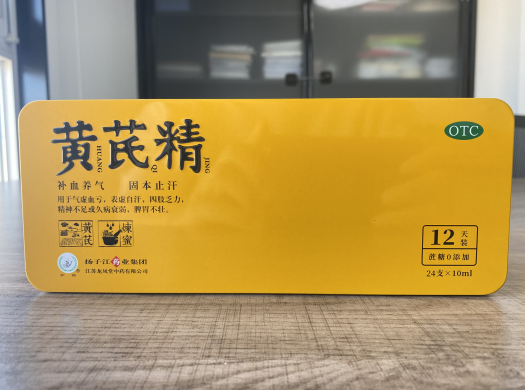 黄芪精
HUANG QI JING
OTC
补血养气 固本止汗
用于气虚血亏，表虚自汗，四肢乏力，
精神不足或久病衰弱，脾胃不壮。
黄芪 炼蜜
扬子江药业集团
江苏龙凤堂中药有限公司
12天装
蔗糖0添加
24支×10ml